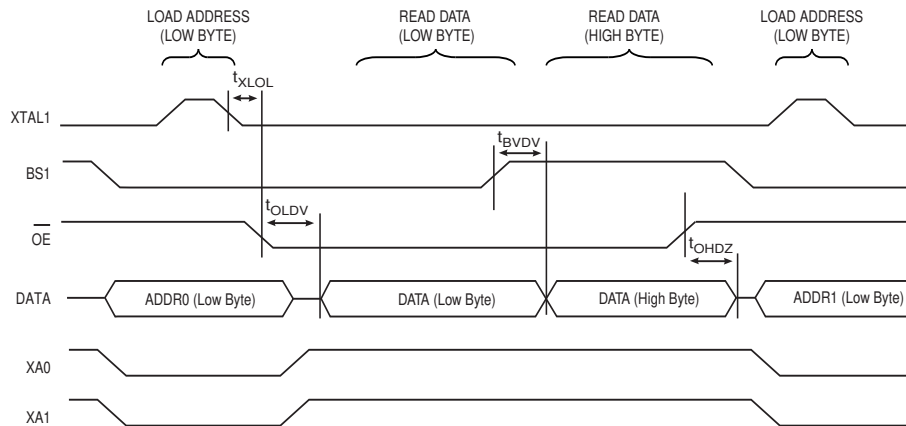 LOAD ADDRESS
(LOW BYTE)
READ DATA
(LOW BYTE)
READ DATA
(HIGH BYTE)
LOAD ADDRESS
(LOW BYTE)
tXLOL
XTAL1
tBVDV
BS1
tOLDV
OE
tOHDZ
DATA
ADDR0 (Low Byte)
DATA (Low Byte)
DATA (High Byte)
ADDR1 (Low Byte)
XA0
XA1